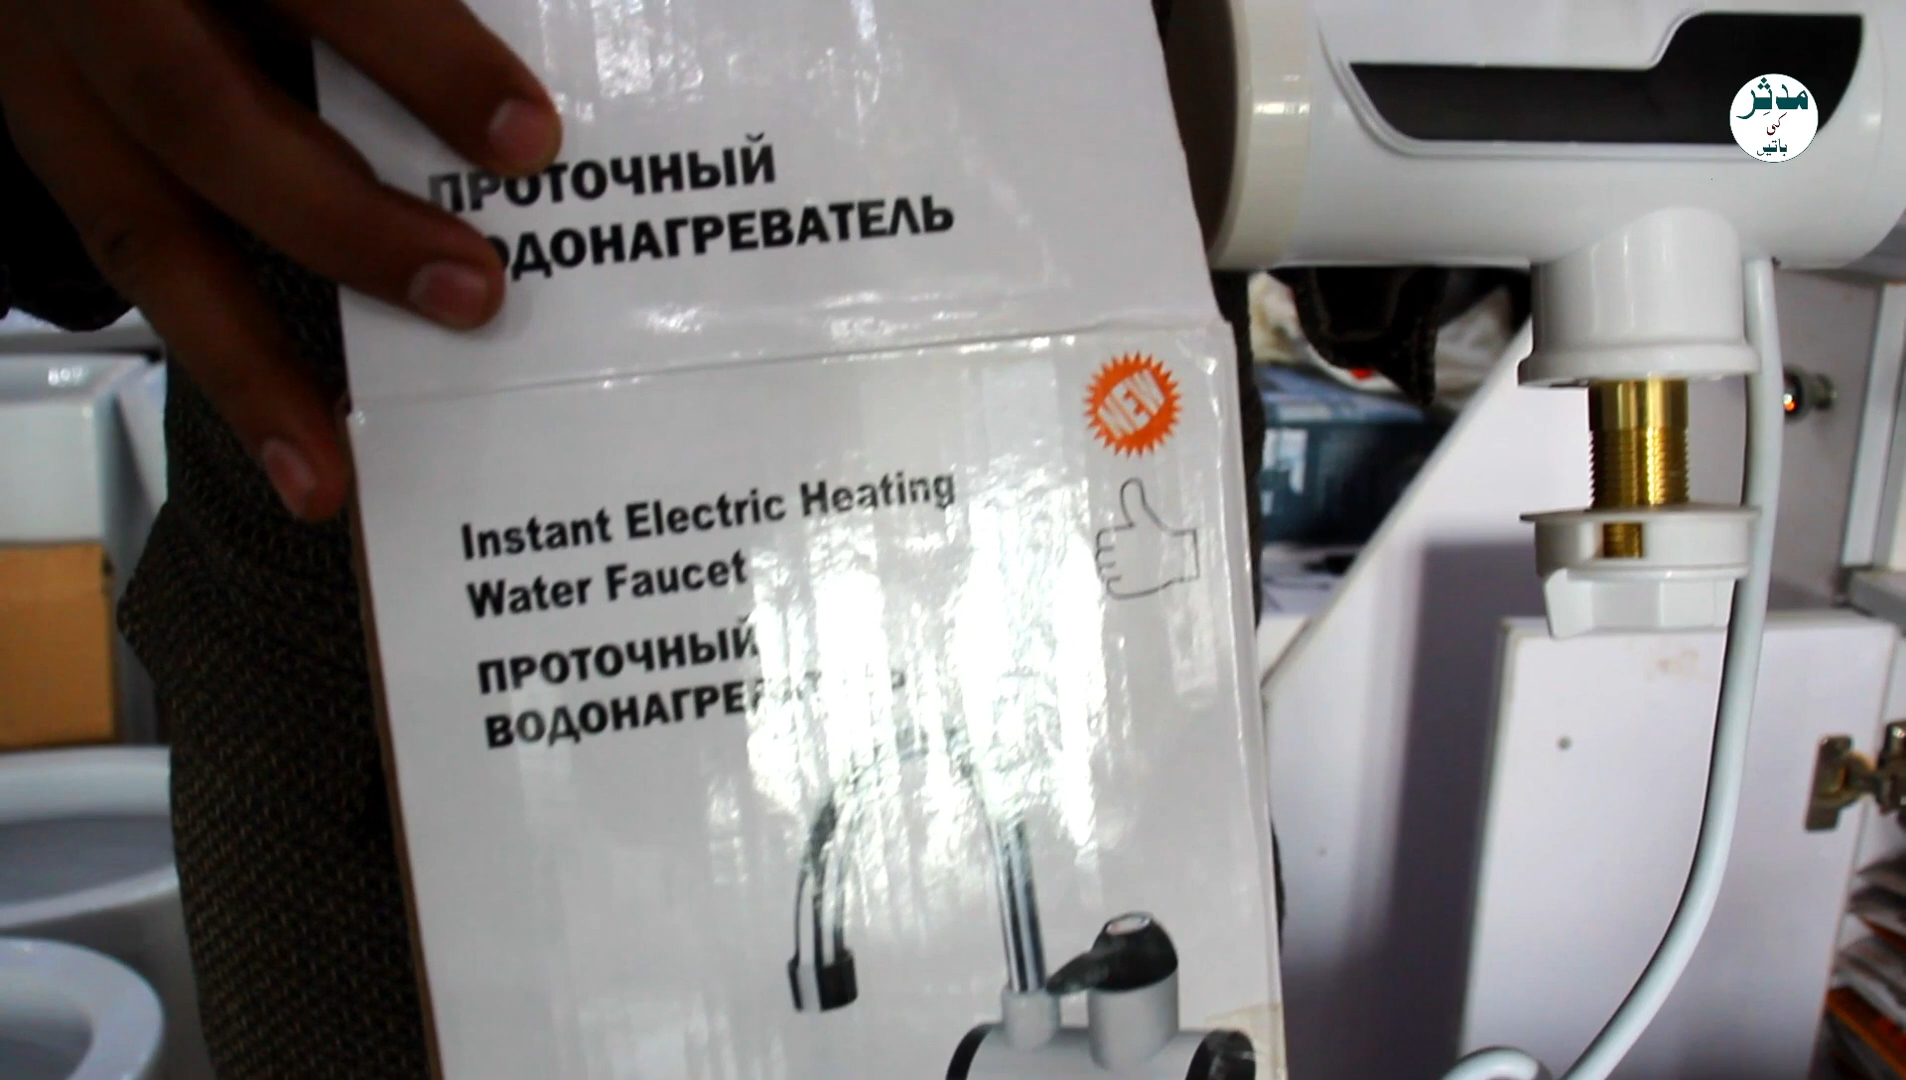 ПРОТОЧНЫЙ
ВОДОНАГРЕВАТЕЛЬ
NEW
Instant Electric Heating
Water Faucet
ПРОТОЧНЫЙ
مدثر
کی
باتیں